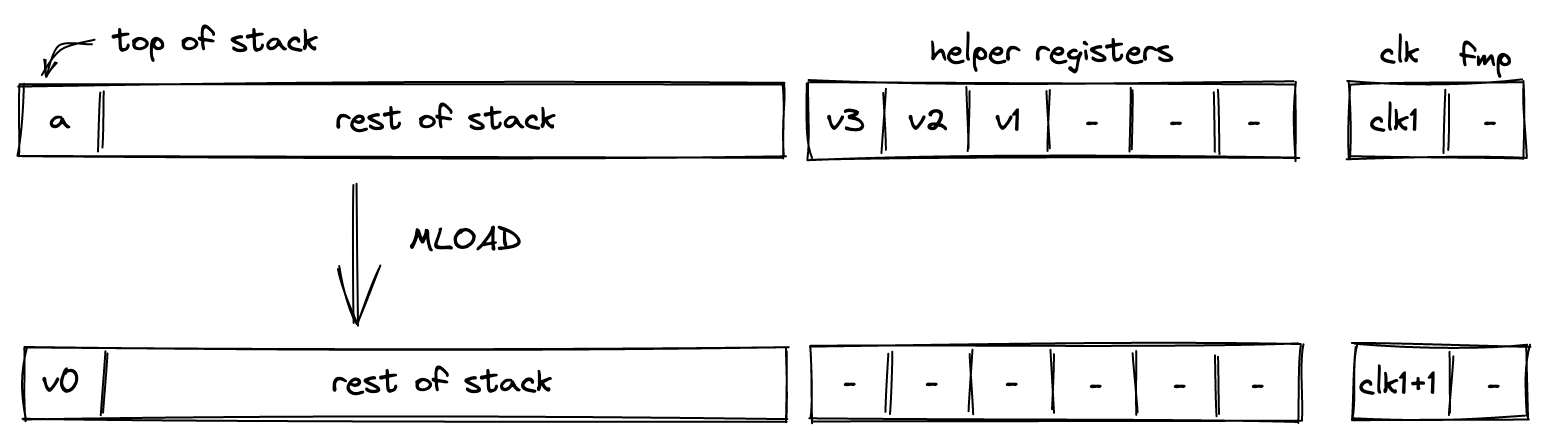 top of stack
helper registers
clk fmp
a rest of stack v3 v2 v1 - - - clk1 -
MLOAD
v0 rest of stack - - - - - - clk1+1 -